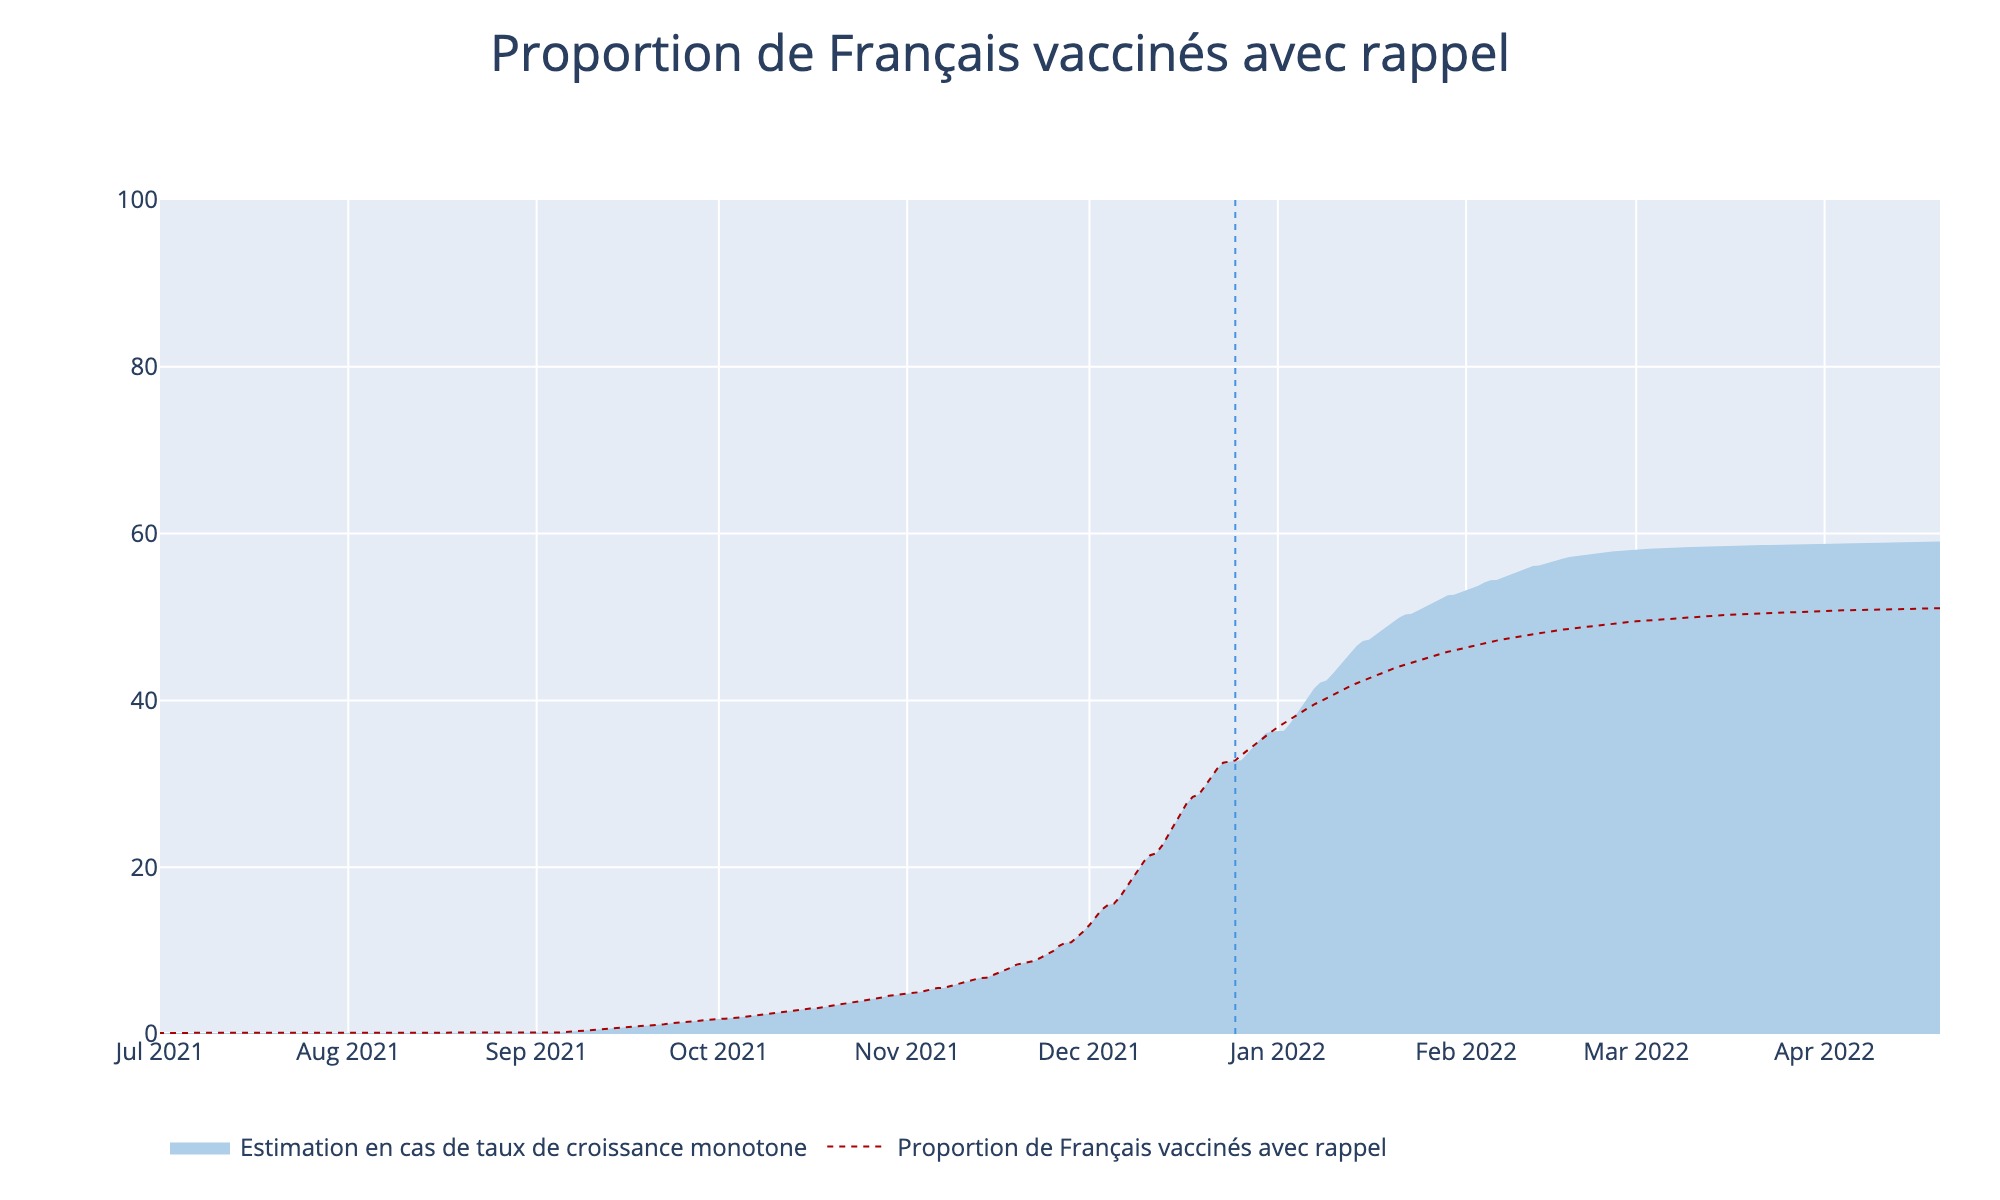 Proportion de Français vaccinés avec rappel
100
80
60
40
20
0
Jul 2021 Aug 2021 Sep 2021 Oct 2021 Nov 2021 Dec 2021 Jan 2022 Feb 2022 Mar 2022 Apr 2022
Estimation en cas de taux de croissance monotone Proportion de Français vaccinés avec rappel